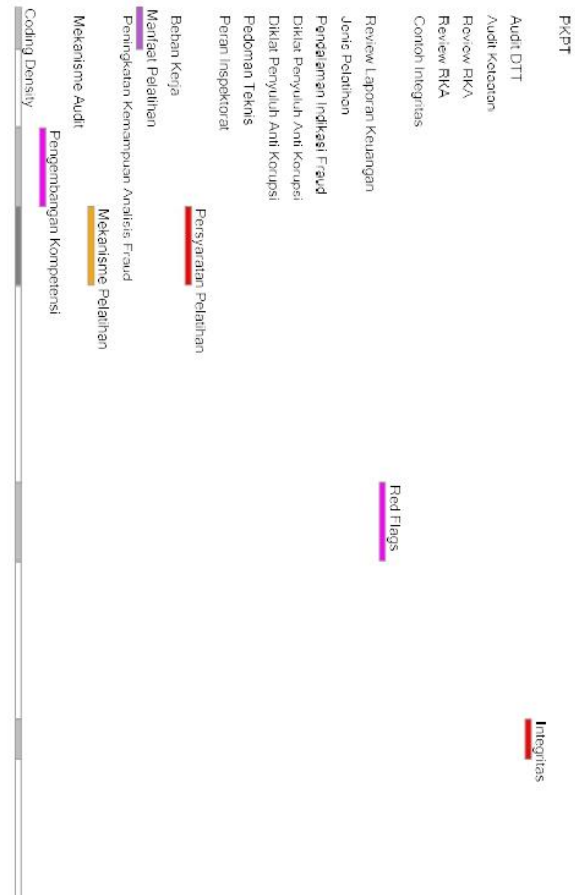 PKPT
Integritas
Audit DTT
Audit Ketaatan
Review RKA
Review RKA
Contoh Integritas
Red Flags
Review Laporan Keuangan
Jenis Pelatihan
Pendalaman Indikasi Fraud
Diklat Penyuluh Anti Korupsi
Diklat Penyuluh Anti Korupsi
Pedoman Teknis
Peran Inspektorat
Persyaratan Pelatihan
Beban Kerja
Manfaat Pelatihan
Peningkatan Kemampuan Analisis Fraud
Mekanisme Pelatihan
Mekanisme Audit
Pengembangan Kompetensi
Coding Density